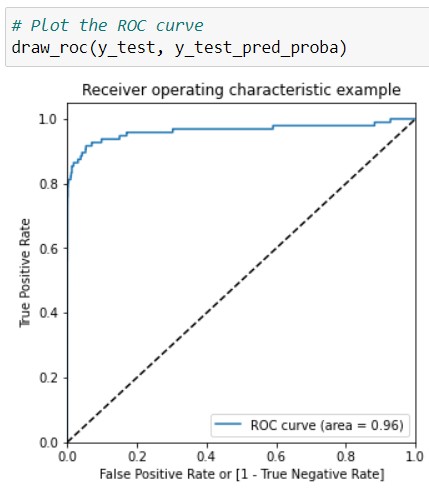 # Plot the ROC curve
draw_roc(y_test, y_test_pred_proba)
Receiver operating characteristic example
1.0
0.8
0.6
0.4
0.2
0.0
True Positive Rate
ROC curve (area = 0.96)
0.0 0.2 0.4 0.6 0.8 1.0
False Positive Rate or [1 - True Negative Rate]